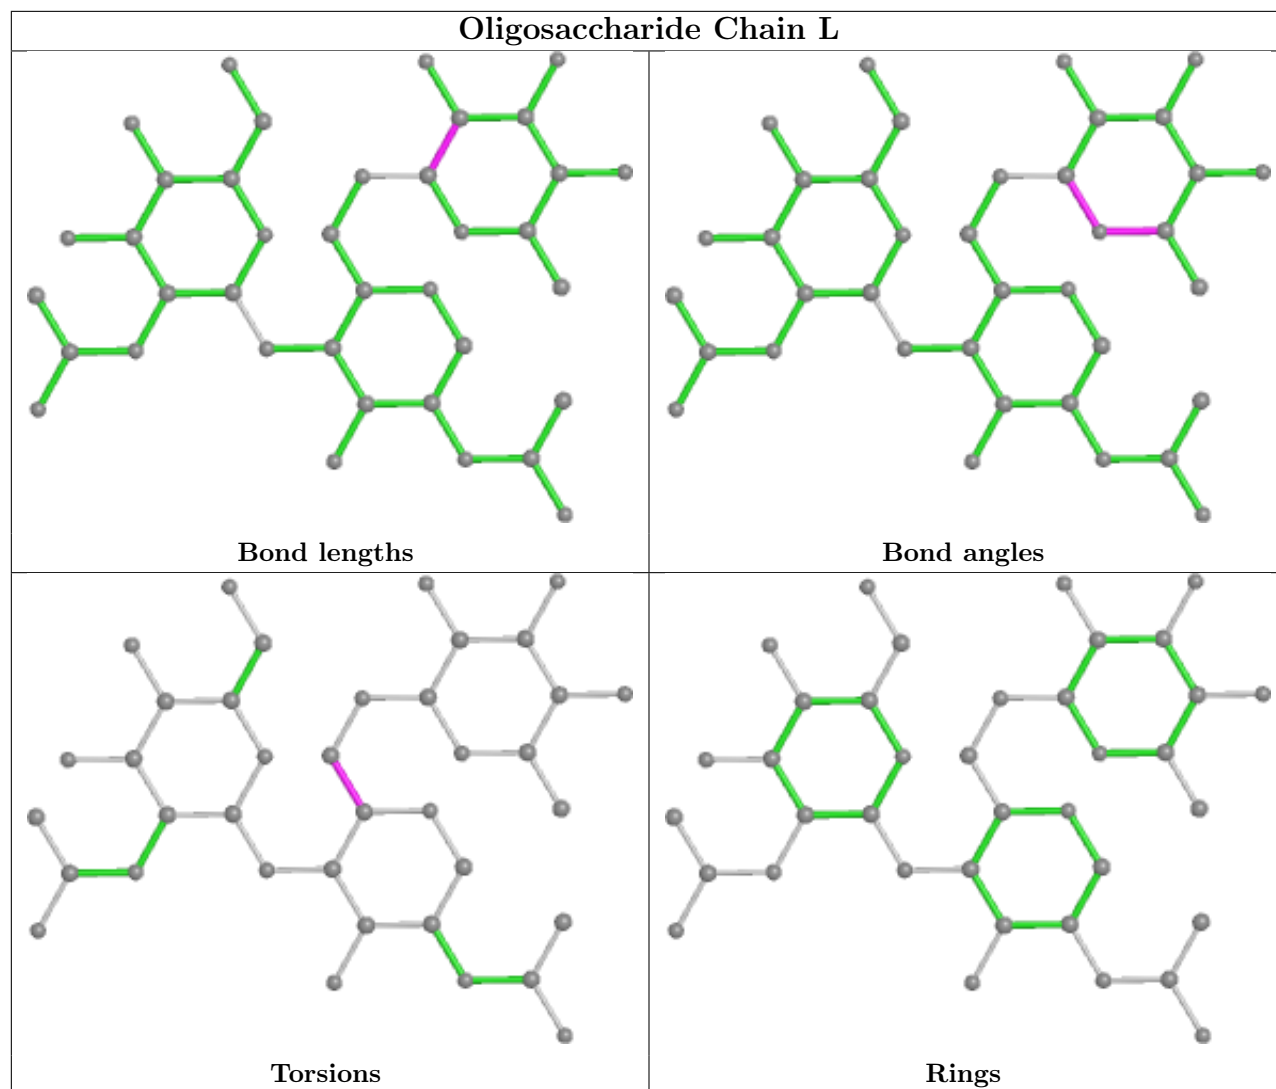 Oligosaccharide Chain L
Bond lengths
Bond angles
Torsions
Rings